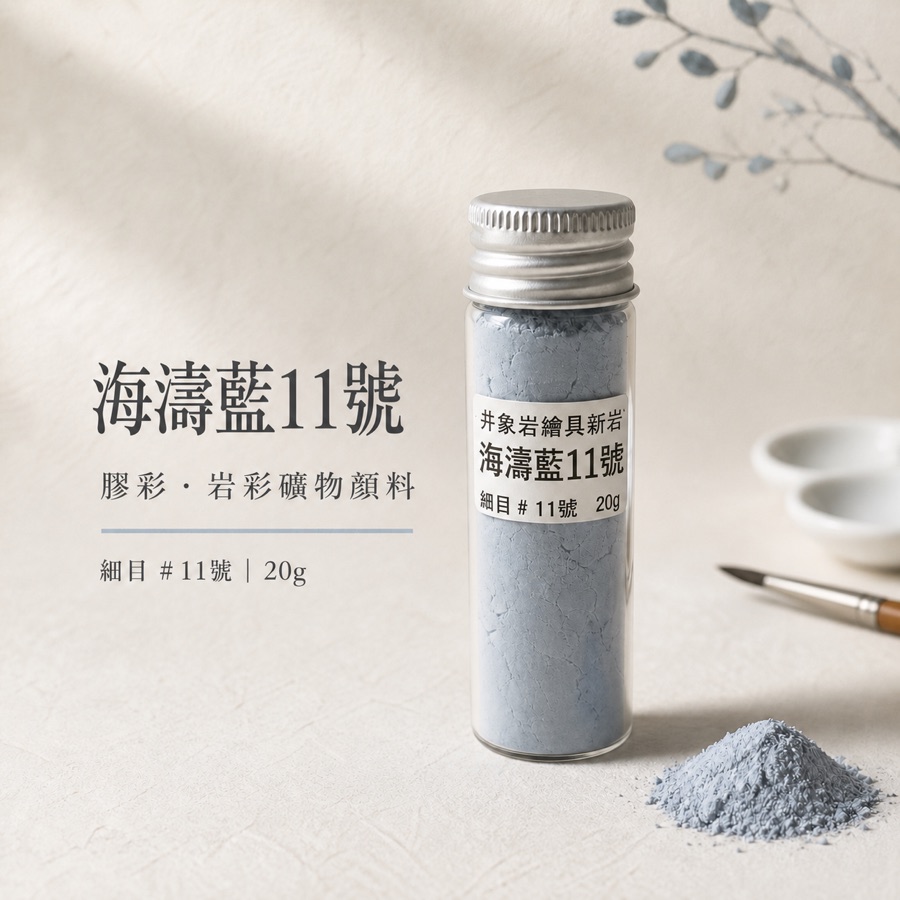 海濤藍11號
膠彩・岩彩礦物顏料
細目 #11號｜20g
井象岩繪具新岩
海濤藍11號
細目 # 11號 20g